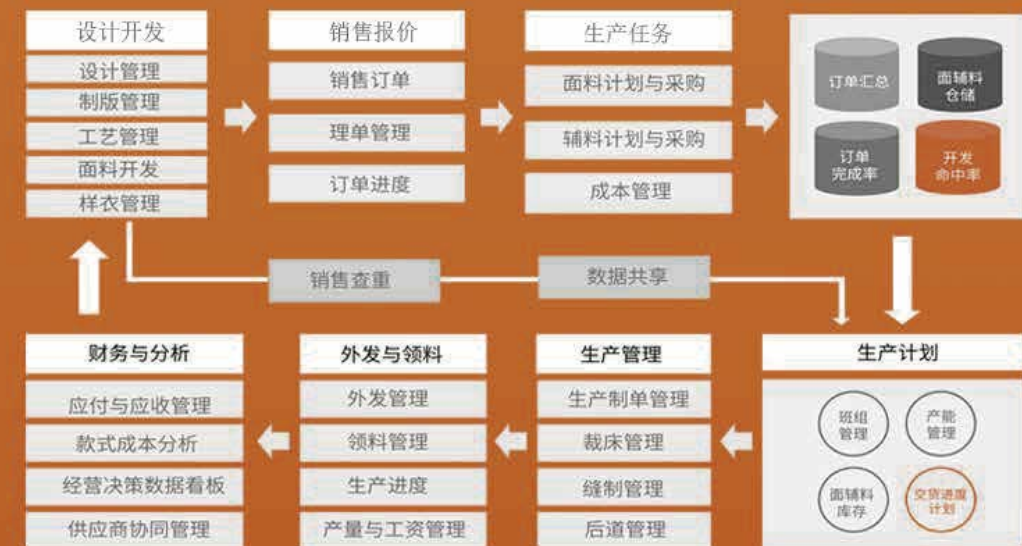 设计开发
设计管理
制版管理
工艺管理
面料开发
样衣管理
销售报价
销售订单
理单管理
订单进度
生产任务
面料计划与采购
辅料计划与采购
成本管理
订单汇总
面辅料
仓储
订单
完成率
开发
命中率
销售查重
数据共享
财务与分析
应付与应收管理
款式成本分析
经营决策数据看板
供应商协同管理
外发与领料
外发管理
领料管理
生产进度
产量与工资管理
生产管理
生产制单管理
裁床管理
缝制管理
后道管理
生产计划
班组
管理
产能
管理
面辅料
库存
交货进度
计划